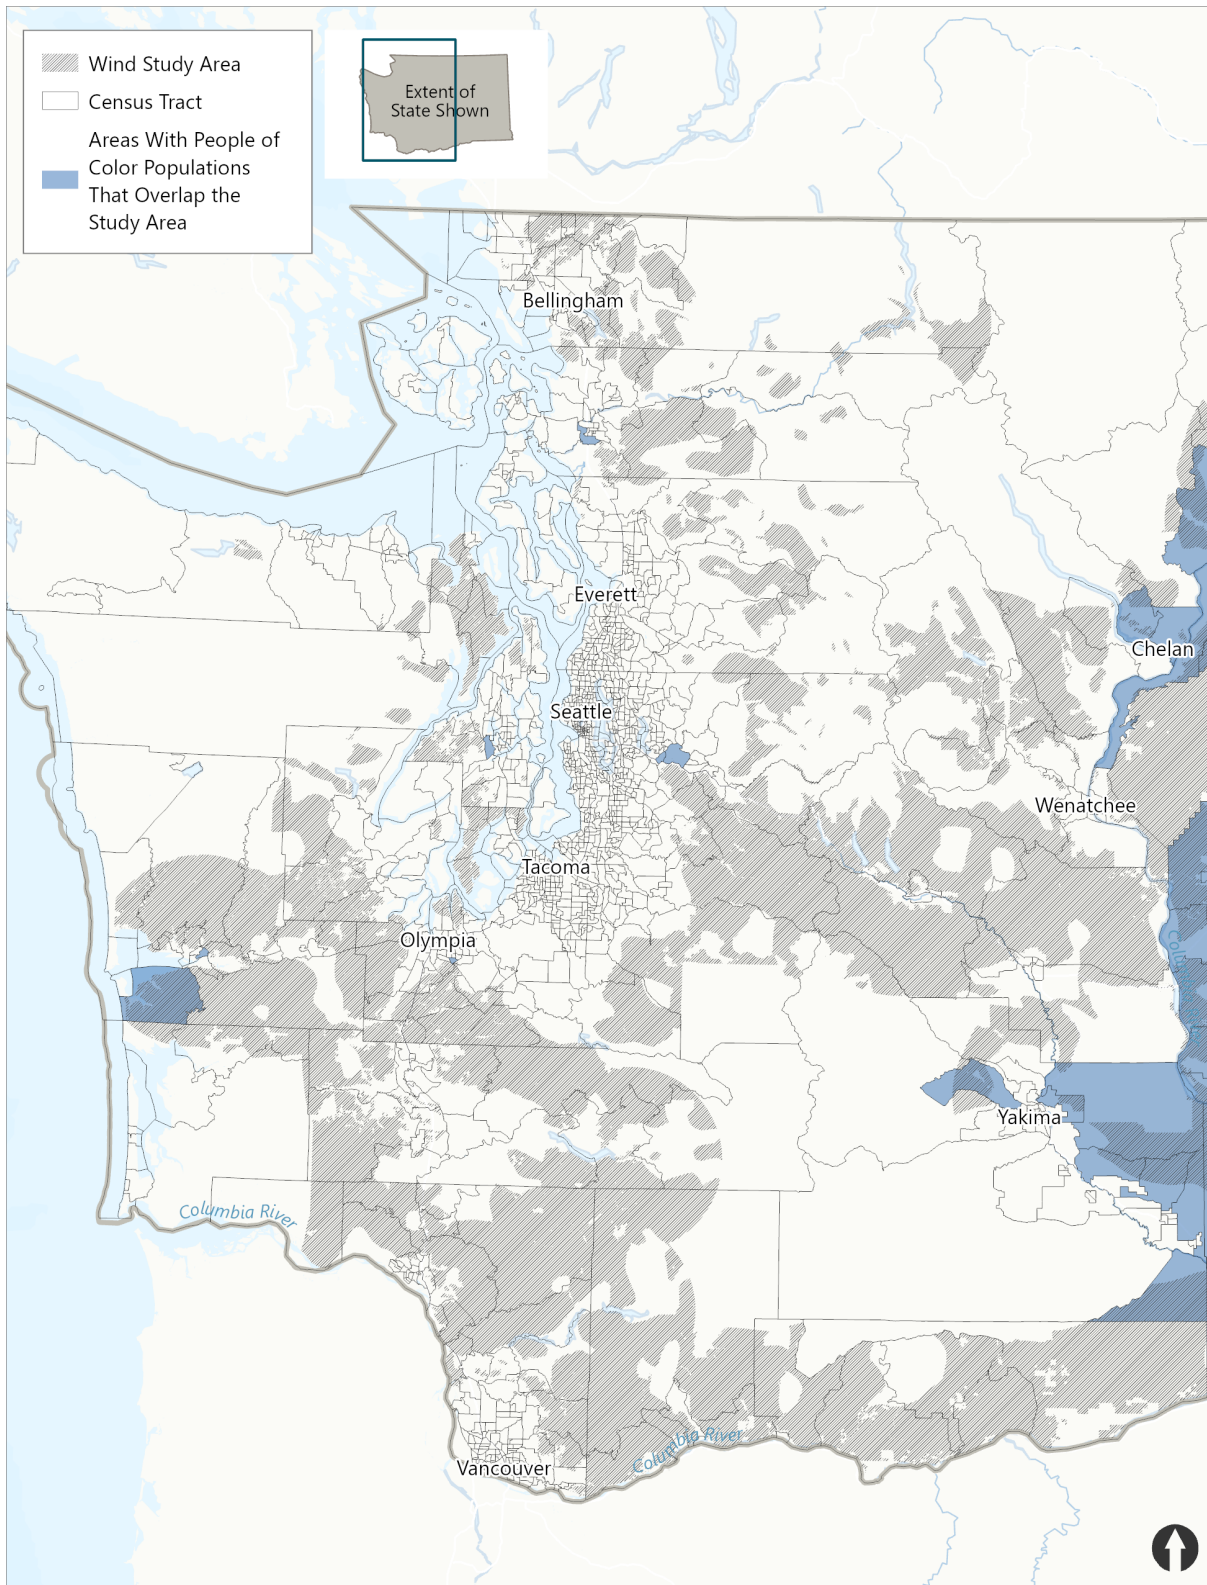 Wind Study Area
Census Tract
Areas With People of
Color Populations
That Overlap the
Study Area
Extent of
State Shown
Bellingham
Everett
Chelan
Seattle
Wenatchee
Tacoma
Olympia
Yakima
Columbia River
Columbia River
Vancouver